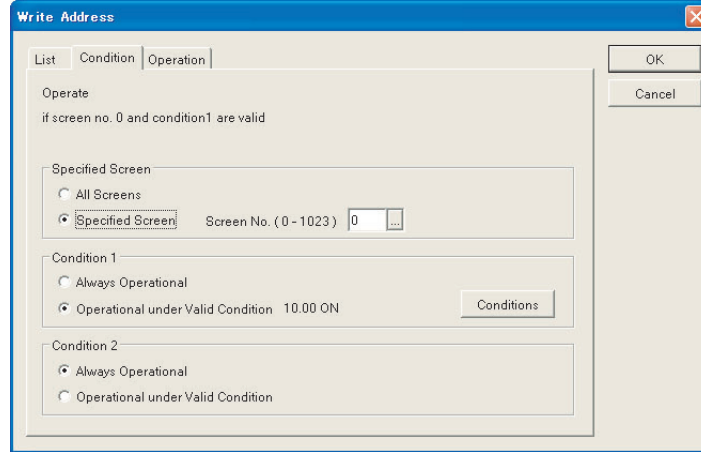 Write Address
List Condition Operation
OK
Cancel
Operate
if screen no. 0 and condition1 are valid
Specified Screen
All Screens
Specified Screen Screen No. ( 0 - 1023 ) 0 ...
Condition 1
Always Operational
Operational under Valid Condition 10.00 ON Conditions
Condition 2
Always Operational
Operational under Valid Condition